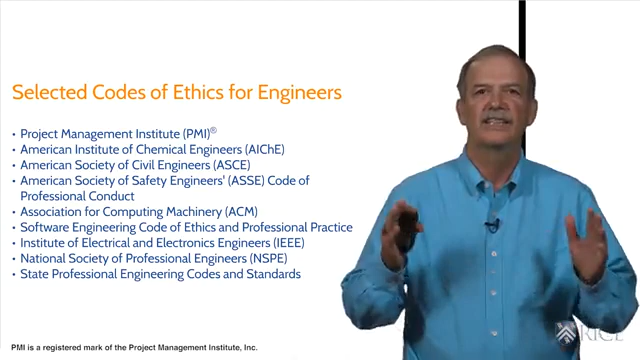 Selected Codes of Ethics for Engineers
• Project Management Institute (PMI)®
• American Institute of Chemical Engineers (AIChE)
• American Society of Civil Engineers (ASCE)
• American Society of Safety Engineers' (ASSE) Code of
Professional Conduct
• Association for Computing Machinery (ACM)
• Software Engineering Code of Ethics and Professional Practice
• Institute of Electrical and Electronics Engineers (IEEE)
• National Society of Professional Engineers (NSPE)
• State Professional Engineering Codes and Standards
RICE
PMI is a registered mark of the Project Management Institute, Inc.